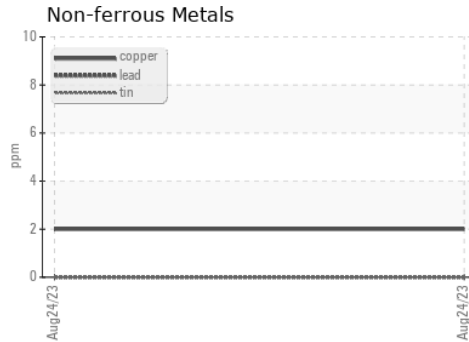 Non-ferrous Metals
10
8
6
4
2
0
ppm
copper
lead
tin
Aug24/23
Aug24/23